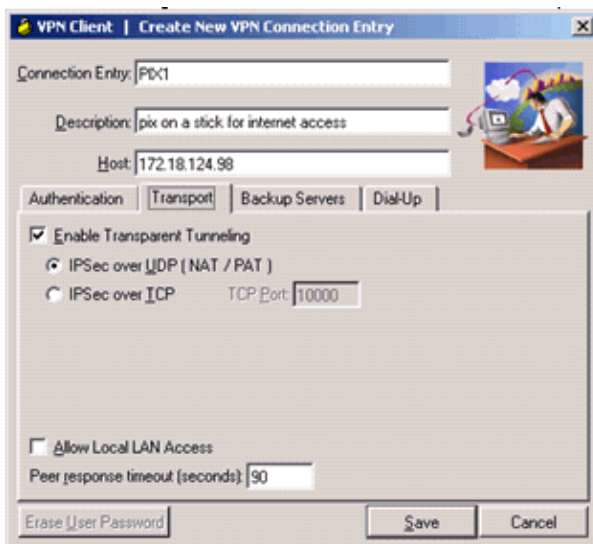 VPN Client | Create New VPN Connection Entry
Connection Entry: PIX1
Description: pix on a stick for internet access
Host: 172.18.124.98
Authentication Transport Backup Servers Dial-Up
Enable Transparent Tunneling
IPSec over UDP ( NAT / PAT )
IPSec over TCP TCP Port: 10000
Allow Local LAN Access
Peer response timeout (seconds): 90
Erase User Password Save Cancel